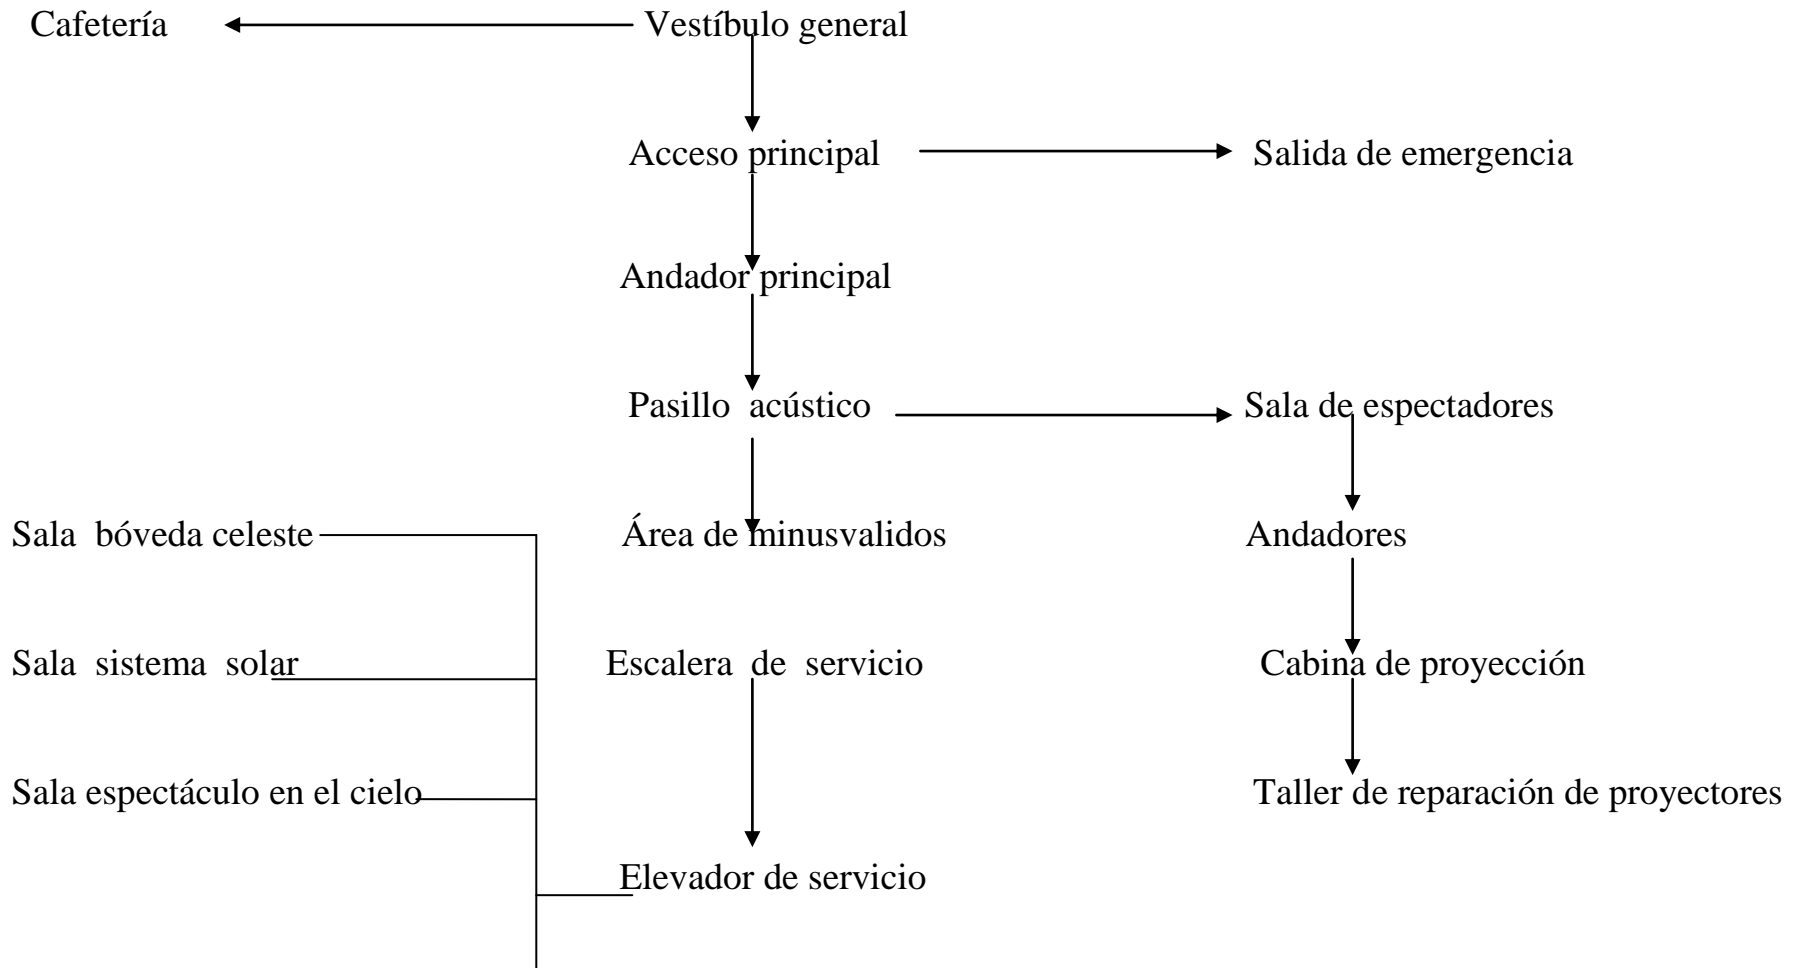 Cafetería
Vestíbulo general
Acceso principal
Salida de emergencia
Andador principal
Pasillo acústico
Sala de espectadores
Sala bóveda celeste
Área de minusvalidos
Andadores
Sala sistema solar
Escalera de servicio
Cabina de proyección
Sala espectáculo en el cielo
Taller de reparación de proyectores
Elevador de servicio